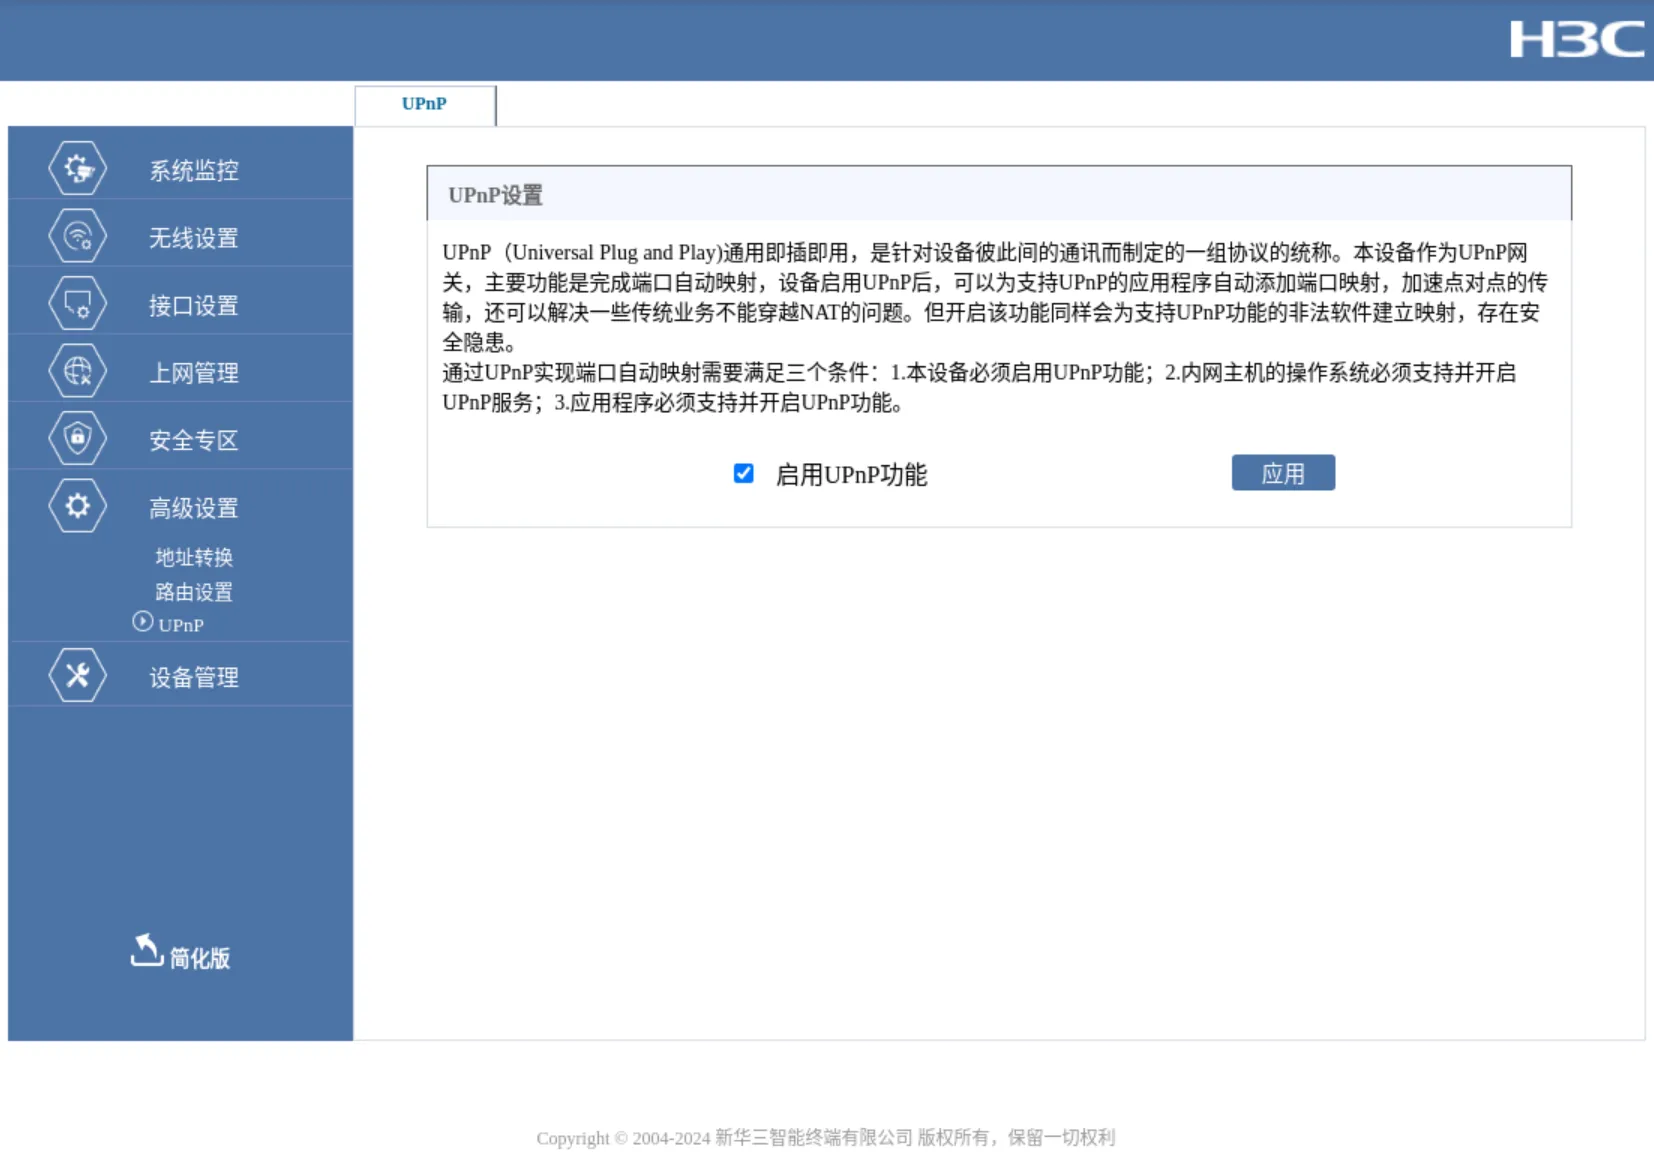 H3C
UPnP
系统监控
无线设置
接口设置
上网管理
安全专区
高级设置
地址转换
路由设置
UPnP
设备管理
简化版
UPnP设置
UPnP（Universal Plug and Play)通用即插即用，是针对设备彼此间的通讯而制定的一组协议的统称。本设备作为UPnP网
关，主要功能是完成端口自动映射，设备启用UPnP后，可以为支持UPnP的应用程序自动添加端口映射，加速点对点的传
输，还可以解决一些传统业务不能穿越NAT的问题。但开启该功能同样会为支持UPnP功能的非法软件建立映射，存在安
全隐患。
通过UPnP实现端口自动映射需要满足三个条件：1.本设备必须启用UPnP功能；2.内网主机的操作系统必须支持并开启
UPnP服务；3.应用程序必须支持并开启UPnP功能。
启用UPnP功能
应用
Copyright © 2004-2024 新华三智能终端有限公司 版权所有，保留一切权利